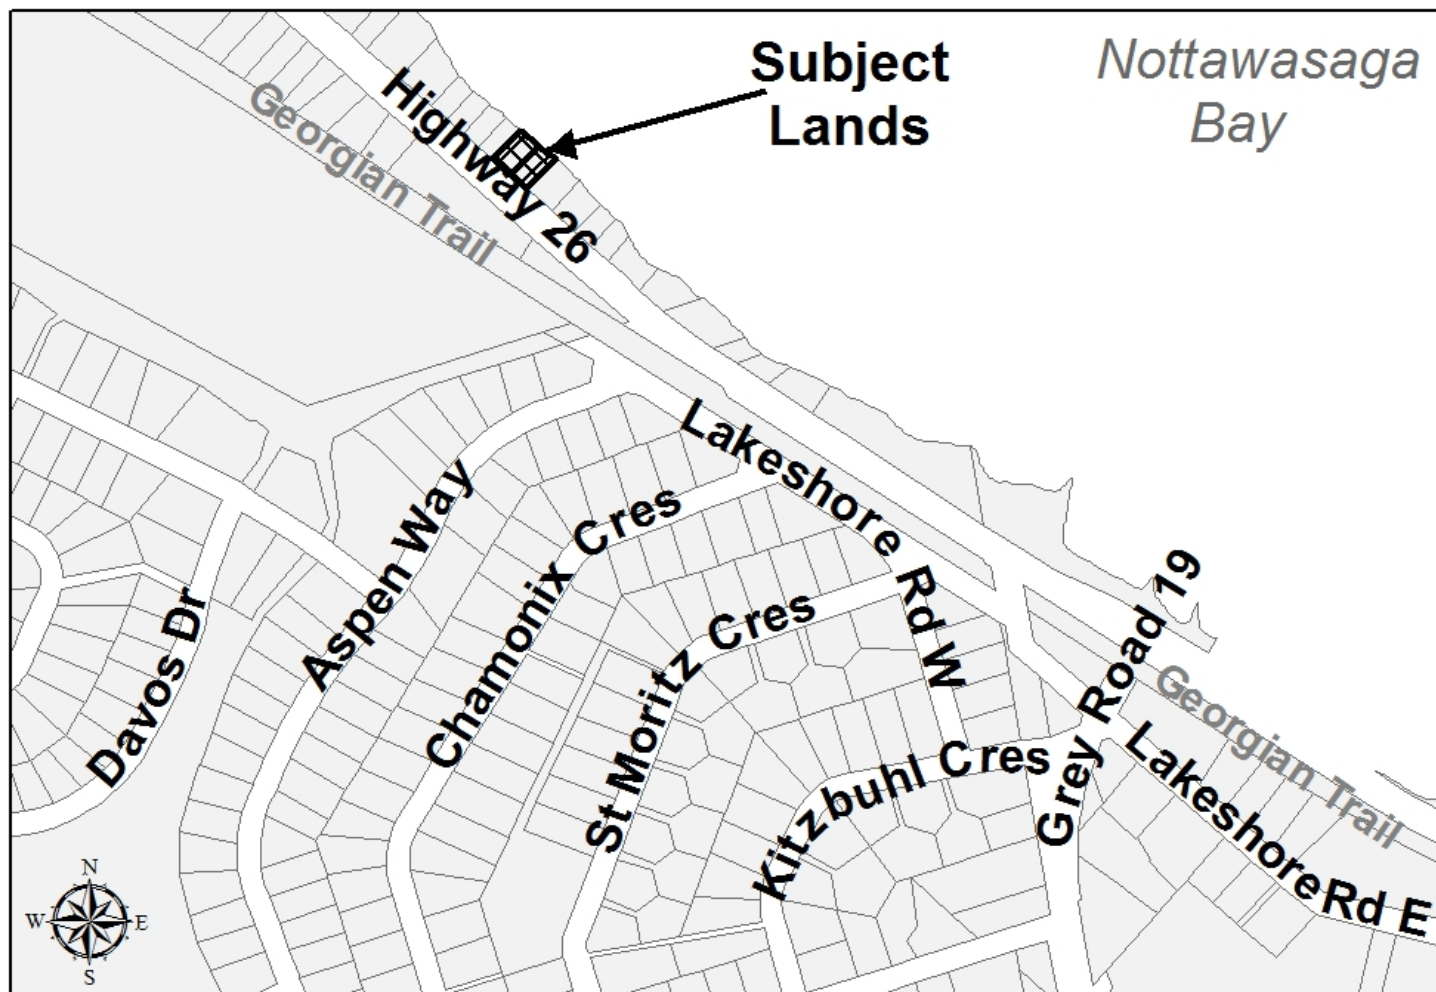 Subject
Lands
Nottawasaga
Bay
Highway 26
Georgian Trail
Lakeshore Rd W
Aspen Way
Chamonix Cres
St Moritz Cres
Davos Dr
Kitzbuhl Cres
Grey Road 19
Georgian Trail
Lakeshore Rd E
N
W
E
S